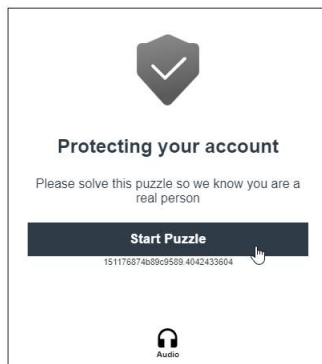 Protecting your account
Please solve this puzzle so we know you are a
real person
Start Puzzle
151176874b89c9589.4042433604
Audio